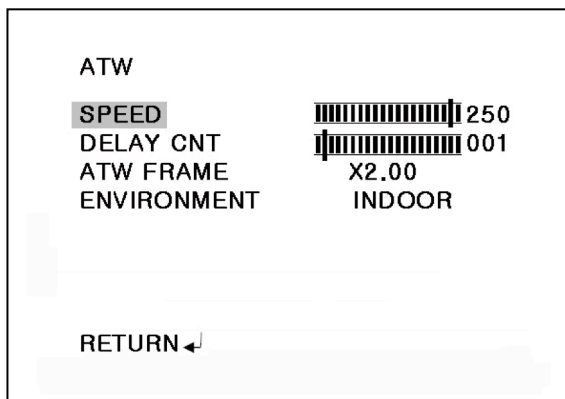 ATW
SPEED 250
DELAY CNT 001
ATW FRAME X2.00
ENVIRONMENT INDOOR
RETURN↲